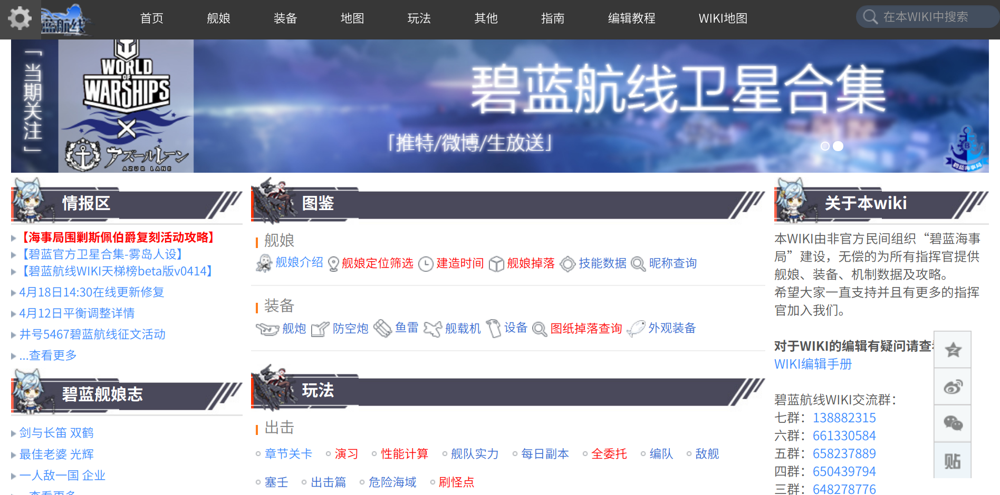 蓝航线
首页 舰娘 装备 地图 玩法 其他 指南 编辑教程 WIKI地图
在本WIKI中搜索
「当期关注」
WORLD
OF
WARSHIPS
X
アズールレーン
AZUR LANE
碧蓝航线卫星合集
「推特/微博/生放送」
B
碧蓝海事局
情报区
【海事局围剿斯佩伯爵复刻活动攻略】
【碧蓝官方卫星合集-雾岛人设】
【碧蓝航线WIKI天梯榜beta版v0414】
4月18日14:30在线更新修复
4月12日平衡调整详情
井号5467碧蓝航线征文活动
...查看更多
碧蓝舰娘志
剑与长笛 双鹤
最佳老婆 光辉
一人敌一国 企业
...查看更多
图鉴
舰娘
舰娘介绍 舰娘定位筛选 建造时间 舰娘掉落 技能数据 昵称查询
装备
舰炮 防空炮 鱼雷 舰载机 设备 图纸掉落查询 外观装备
玩法
出击
章节关卡 演习 性能计算 舰队实力 每日副本 全委托 编队 敌舰
塞壬 出击篇 危险海域 刷怪点
关于本wiki
本WIKI由非官方民间组织“碧蓝海事
局”建设，无偿的为所有指挥官提供
舰娘、装备、机制数据及攻略。
希望大家一直支持并且有更多的指挥
官加入我们。
对于WIKI的编辑有疑问请查
WIKI编辑手册
碧蓝航线WIKI交流群：
七群：138882315
六群：661330584
五群：658237889
四群：650439794
三群：648278776
贴